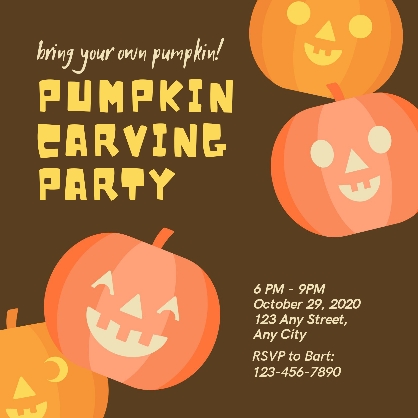 bring your own pumpkin!
PUMPKIN
CARVING
PARTY
6 PM - 9PM
October 29, 2020
123 Any Street,
Any City
RSVP to Bart:
123-456-7890